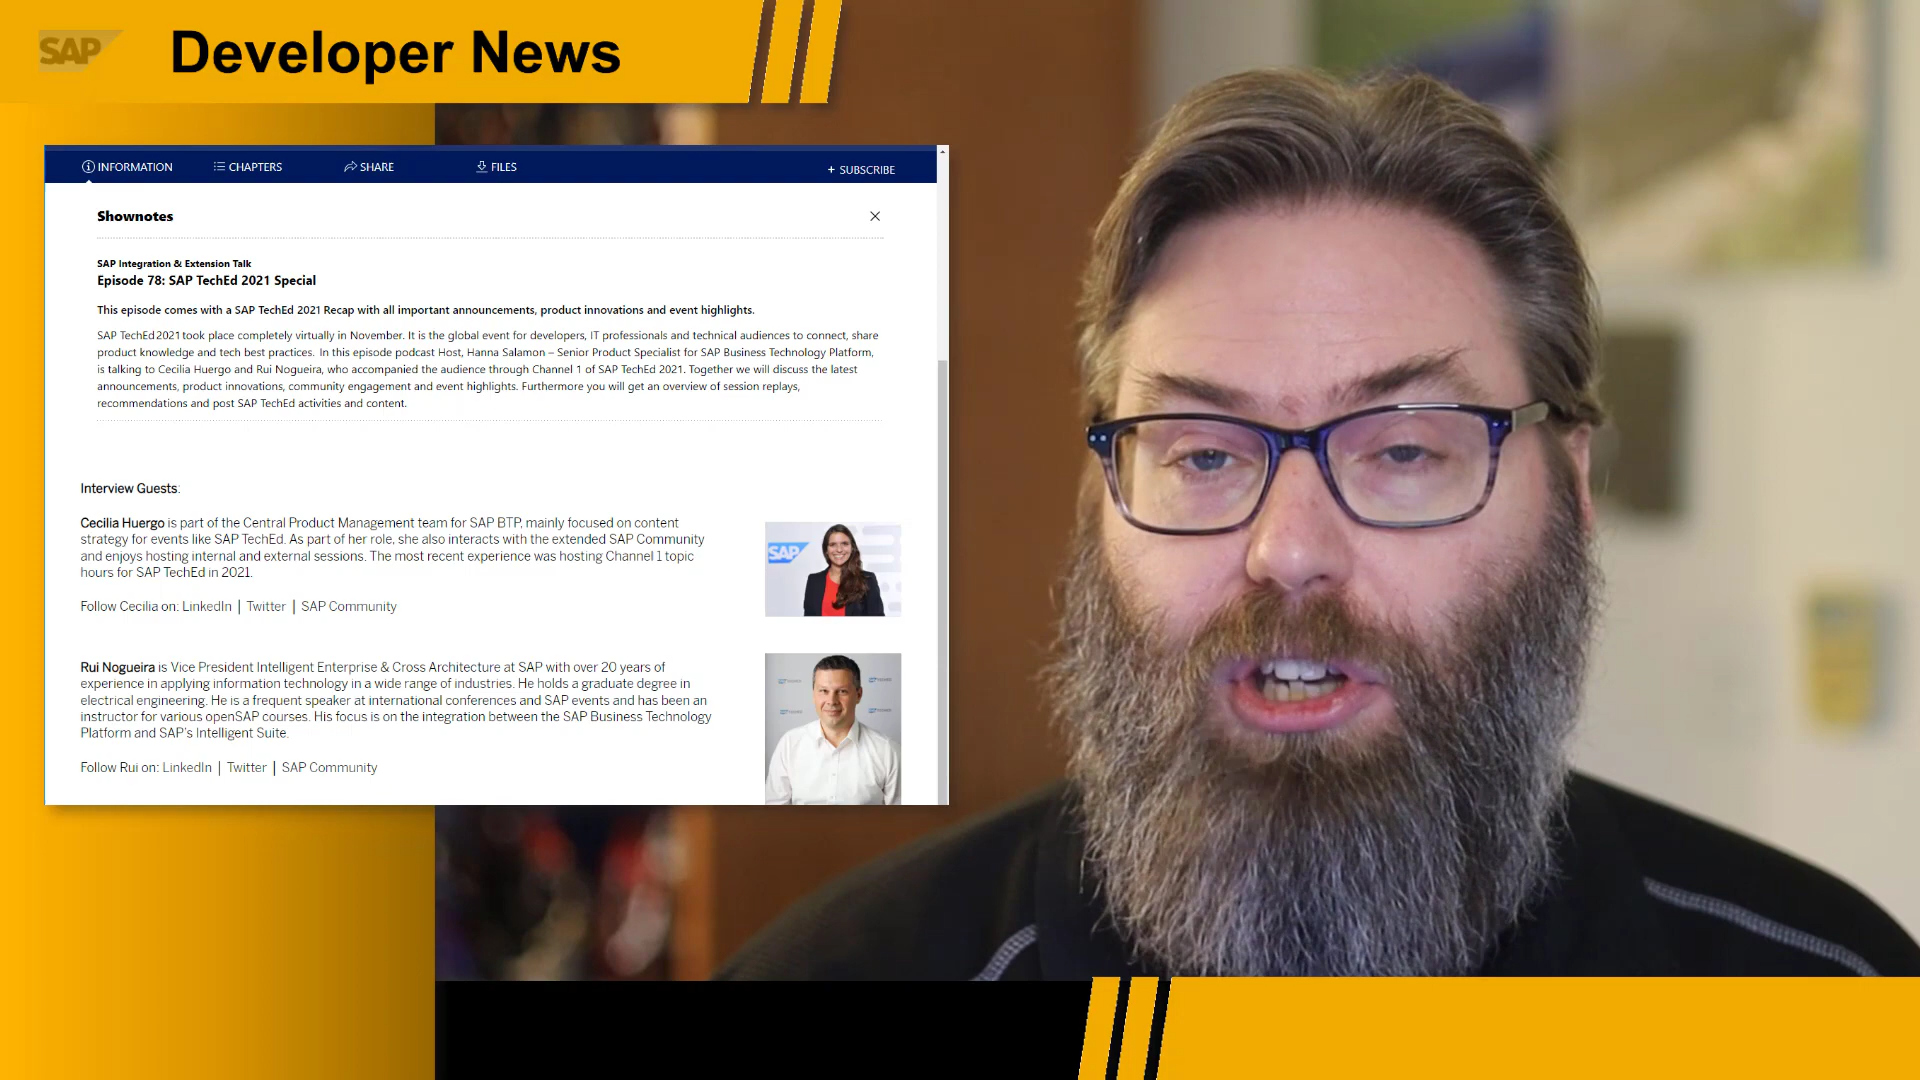 SAP
Developer News
INFORMATION
CHAPTERS
SHARE
FILES
+ SUBSCRIBE
Shownotes
SAP Integration & Extension Talk
Episode 78: SAP TechEd 2021 Special
This episode comes with a SAP TechEd 2021 Recap with all important announcements, product innovations and event highlights.
SAP TechEd 2021 took place completely virtually in November. It is the global event for developers, IT professionals and technical audiences to connect, share
product knowledge and tech best practices. In this episode podcast Host, Hanna Salamon – Senior Product Specialist for SAP Business Technology Platform,
is talking to Cecilia Huergo and Rui Nogueira, who accompanied the audience through Channel 1 of SAP TechEd 2021. Together we will discuss the latest
announcements, product innovations, community engagement and event highlights. Furthermore you will get an overview of session replays,
recommendations and post SAP TechEd activities and content.
Interview Guests:
Cecilia Huergo is part of the Central Product Management team for SAP BTP, mainly focused on content
strategy for events like SAP TechEd. As part of her role, she also interacts with the extended SAP Community
and enjoys hosting internal and external sessions. The most recent experience was hosting Channel 1 topic
hours for SAP TechEd in 2021.
SAP
Follow Cecilia on: LinkedIn | Twitter | SAP Community
Rui Nogueira is Vice President Intelligent Enterprise & Cross Architecture at SAP with over 20 years of
experience in applying information technology in a wide range of industries. He holds a graduate degree in
electrical engineering. He is a frequent speaker at international conferences and SAP events and has been an
instructor for various openSAP courses. His focus is on the integration between the SAP Business Technology
Platform and SAP's Intelligent Suite.
Follow Rui on: LinkedIn | Twitter | SAP Community